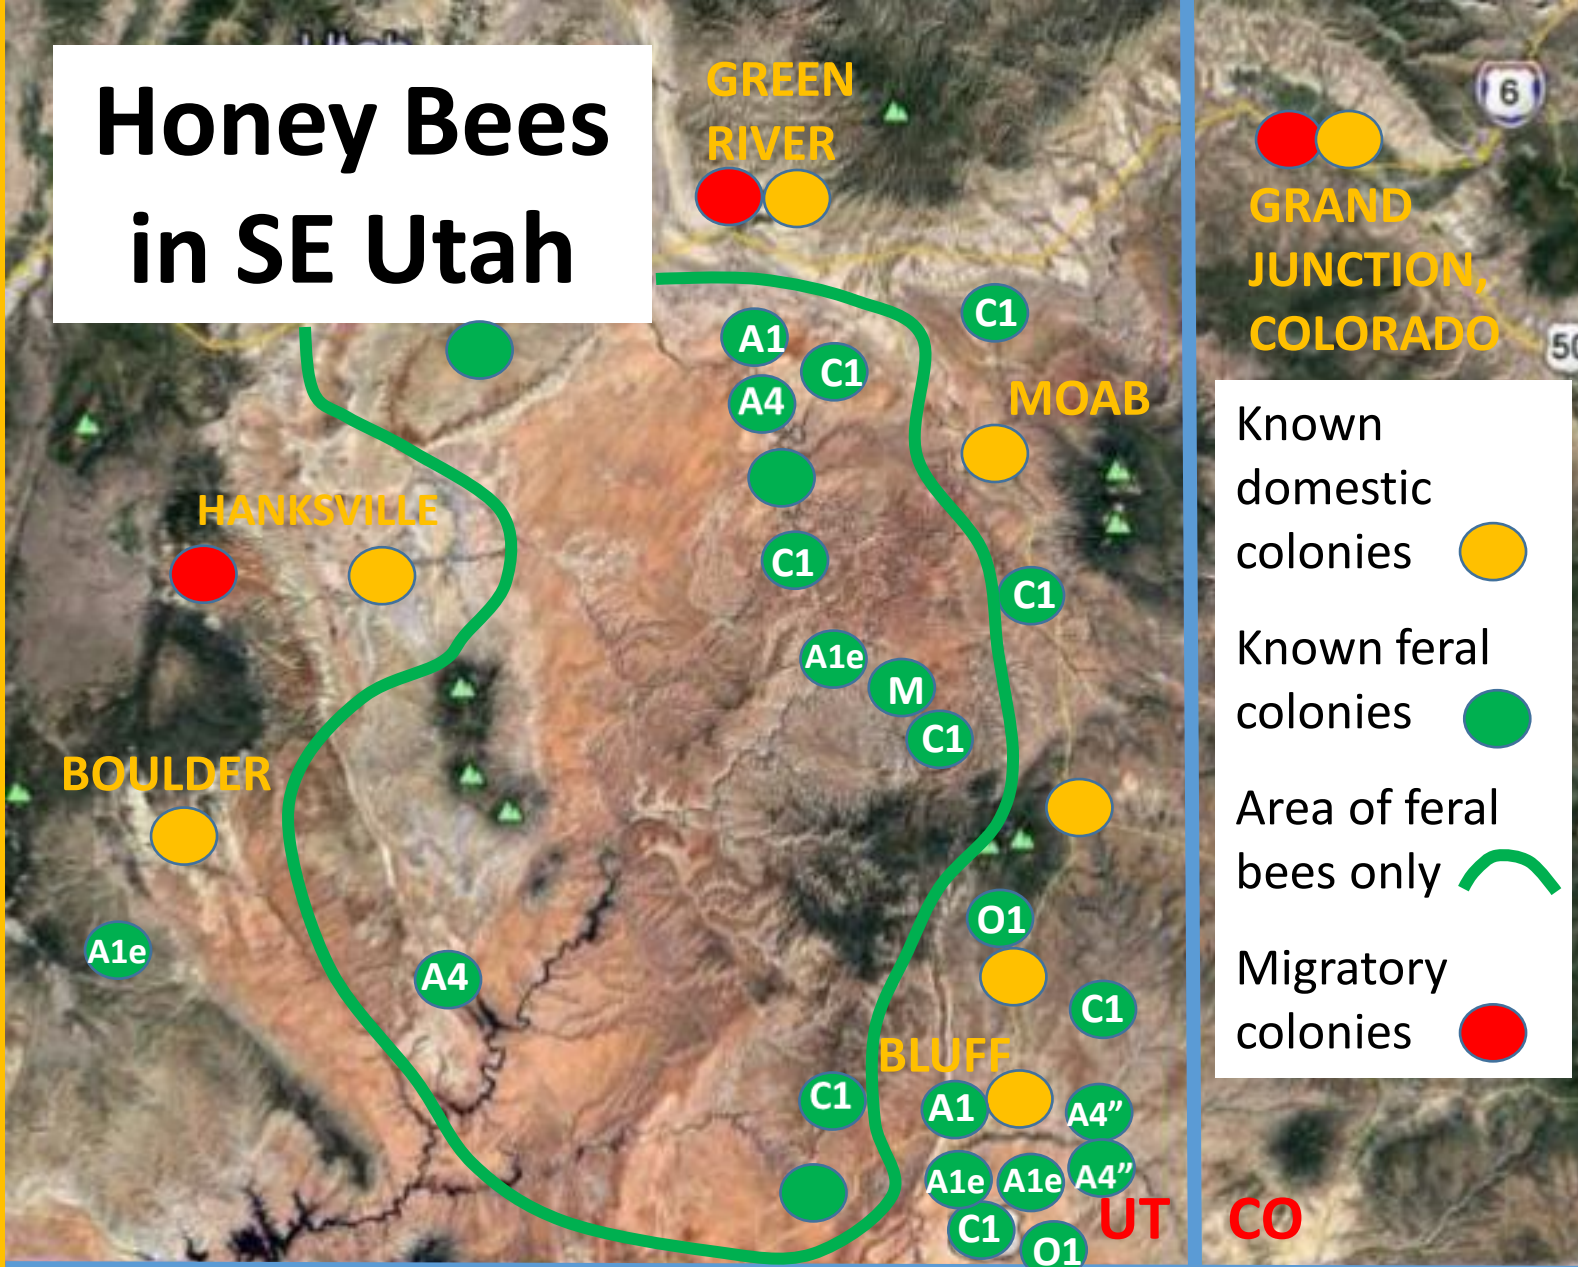 Honey Bees
in SE Utah
GREEN
RIVER
6
GRAND
JUNCTION,
COLORADO
50
C1
A1
C1
A4
MOAB
HANKSVILLE
C1
C1
A1e
M
C1
BOULDER
O1
A1e
A4
C1
BLUFF
C1
A1
A4”
A1e
A1e
A4”
C1
O1
UT
CO
Known
domestic
colonies
Known feral
colonies
Area of feral
bees only
Migratory
colonies